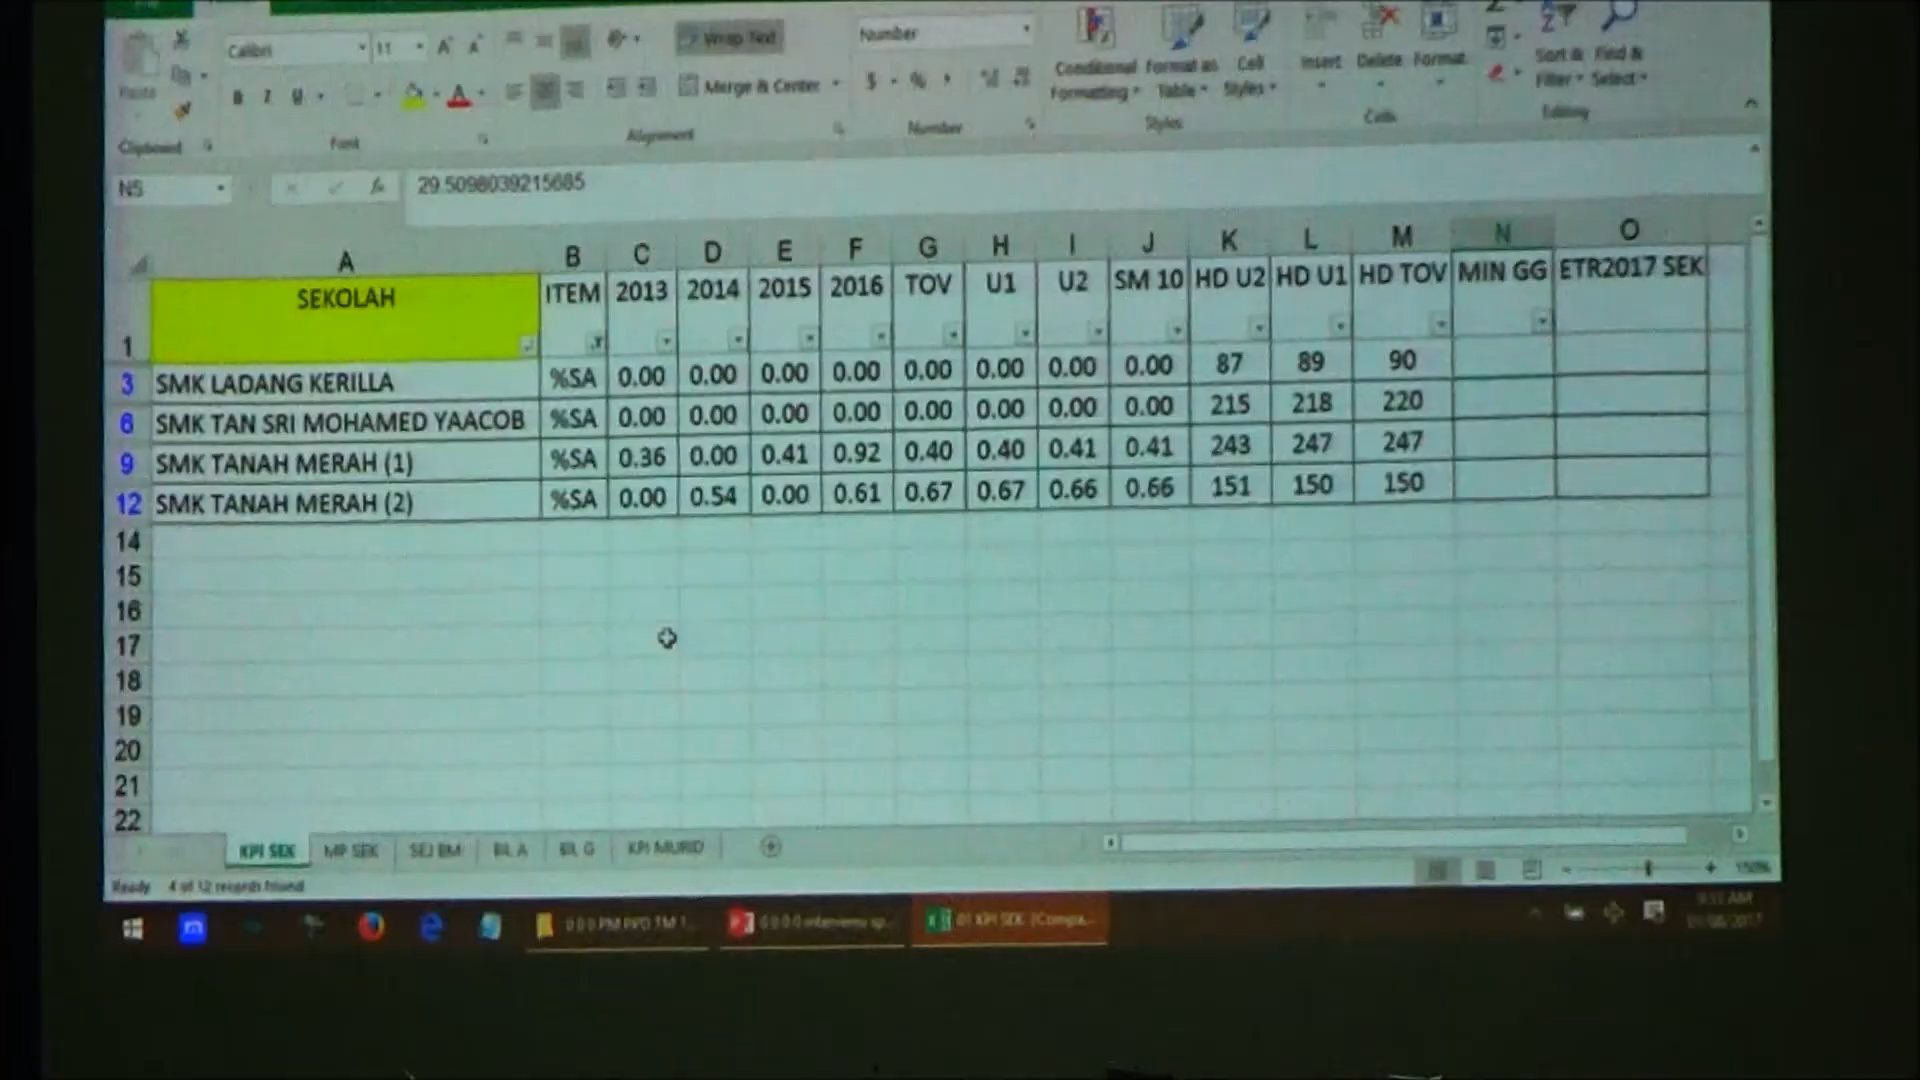 Calibri 11 Wrap Text Number
Paste B I U Merge & Center $ % Conditional Formatting Format as Table Cell Styles Insert Delete Format Sort & Filter Find & Select
Clipboard Font Alignment Number Styles Cells Editing
N5 fx 29.5098039215685
A B C D E F G H I J K L M N O
1 SEKOLAH ITEM 2013 2014 2015 2016 TOV U1 U2 SM 10 HD U2 HD U1 HD TOV MIN GG ETR2017 SEK
3 SMK LADANG KERILLA %SA 0.00 0.00 0.00 0.00 0.00 0.00 0.00 0.00 87 89 90
6 SMK TAN SRI MOHAMED YAACOB %SA 0.00 0.00 0.00 0.00 0.00 0.00 0.00 0.00 215 218 220
9 SMK TANAH MERAH (1) %SA 0.36 0.00 0.41 0.92 0.40 0.40 0.41 0.41 243 247 247
12 SMK TANAH MERAH (2) %SA 0.00 0.54 0.00 0.61 0.67 0.67 0.66 0.66 151 150 150
14
15
16
17
18
19
20
21
22
KPI SEK MP SEK SEJ BM BIL A BIL G KPI MURID
Ready 4 of 12 records found 150%
01 KPI SEK (Compa...